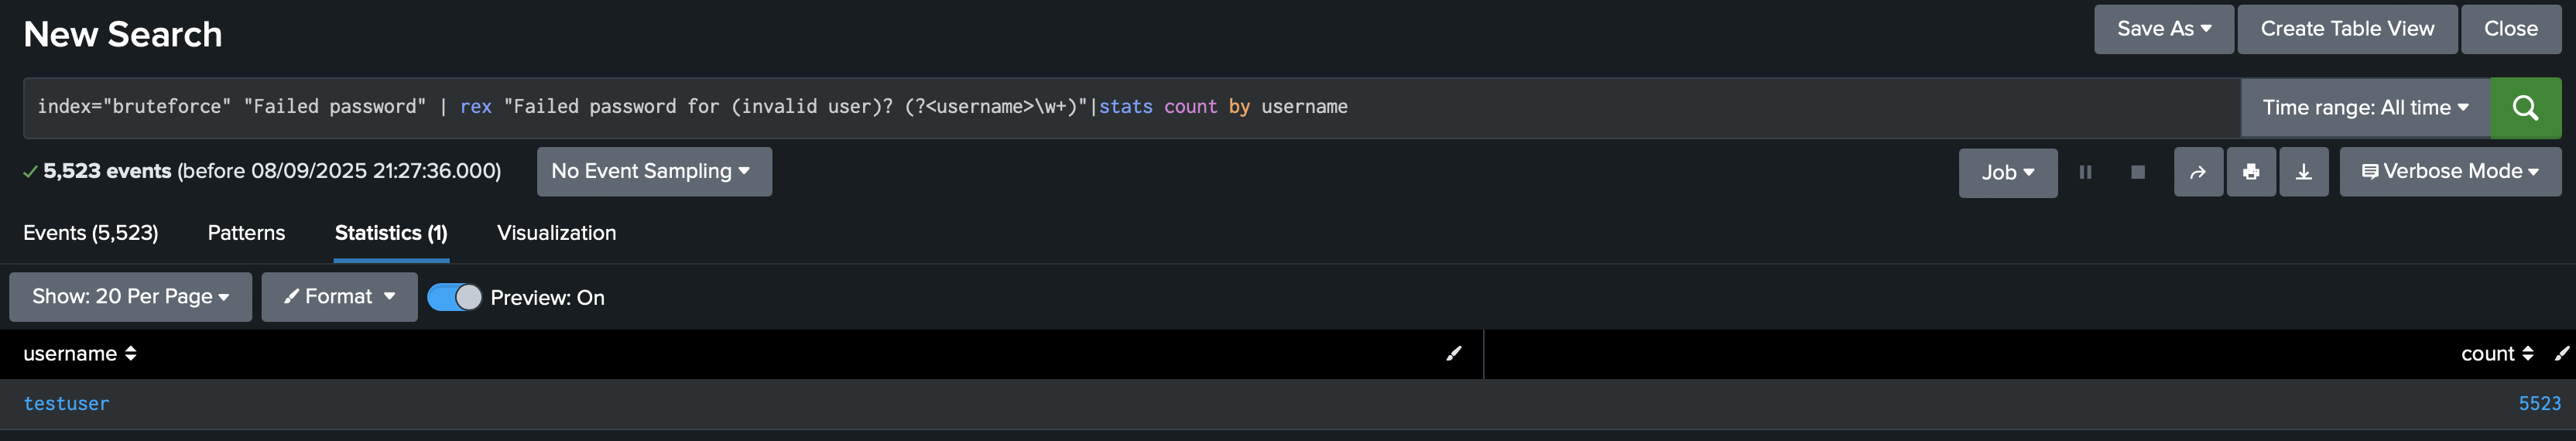 New Search
Save As Create Table View Close
index="bruteforce" "Failed password" | rex "Failed password for (invalid user)? (?<username>\w+)"|stats count by username
Time range: All time
5,523 events (before 08/09/2025 21:27:36.000)
No Event Sampling
Job
Verbose Mode
Events (5,523) Patterns Statistics (1) Visualization
Show: 20 Per Page Format Preview: On
username count
testuser 5523